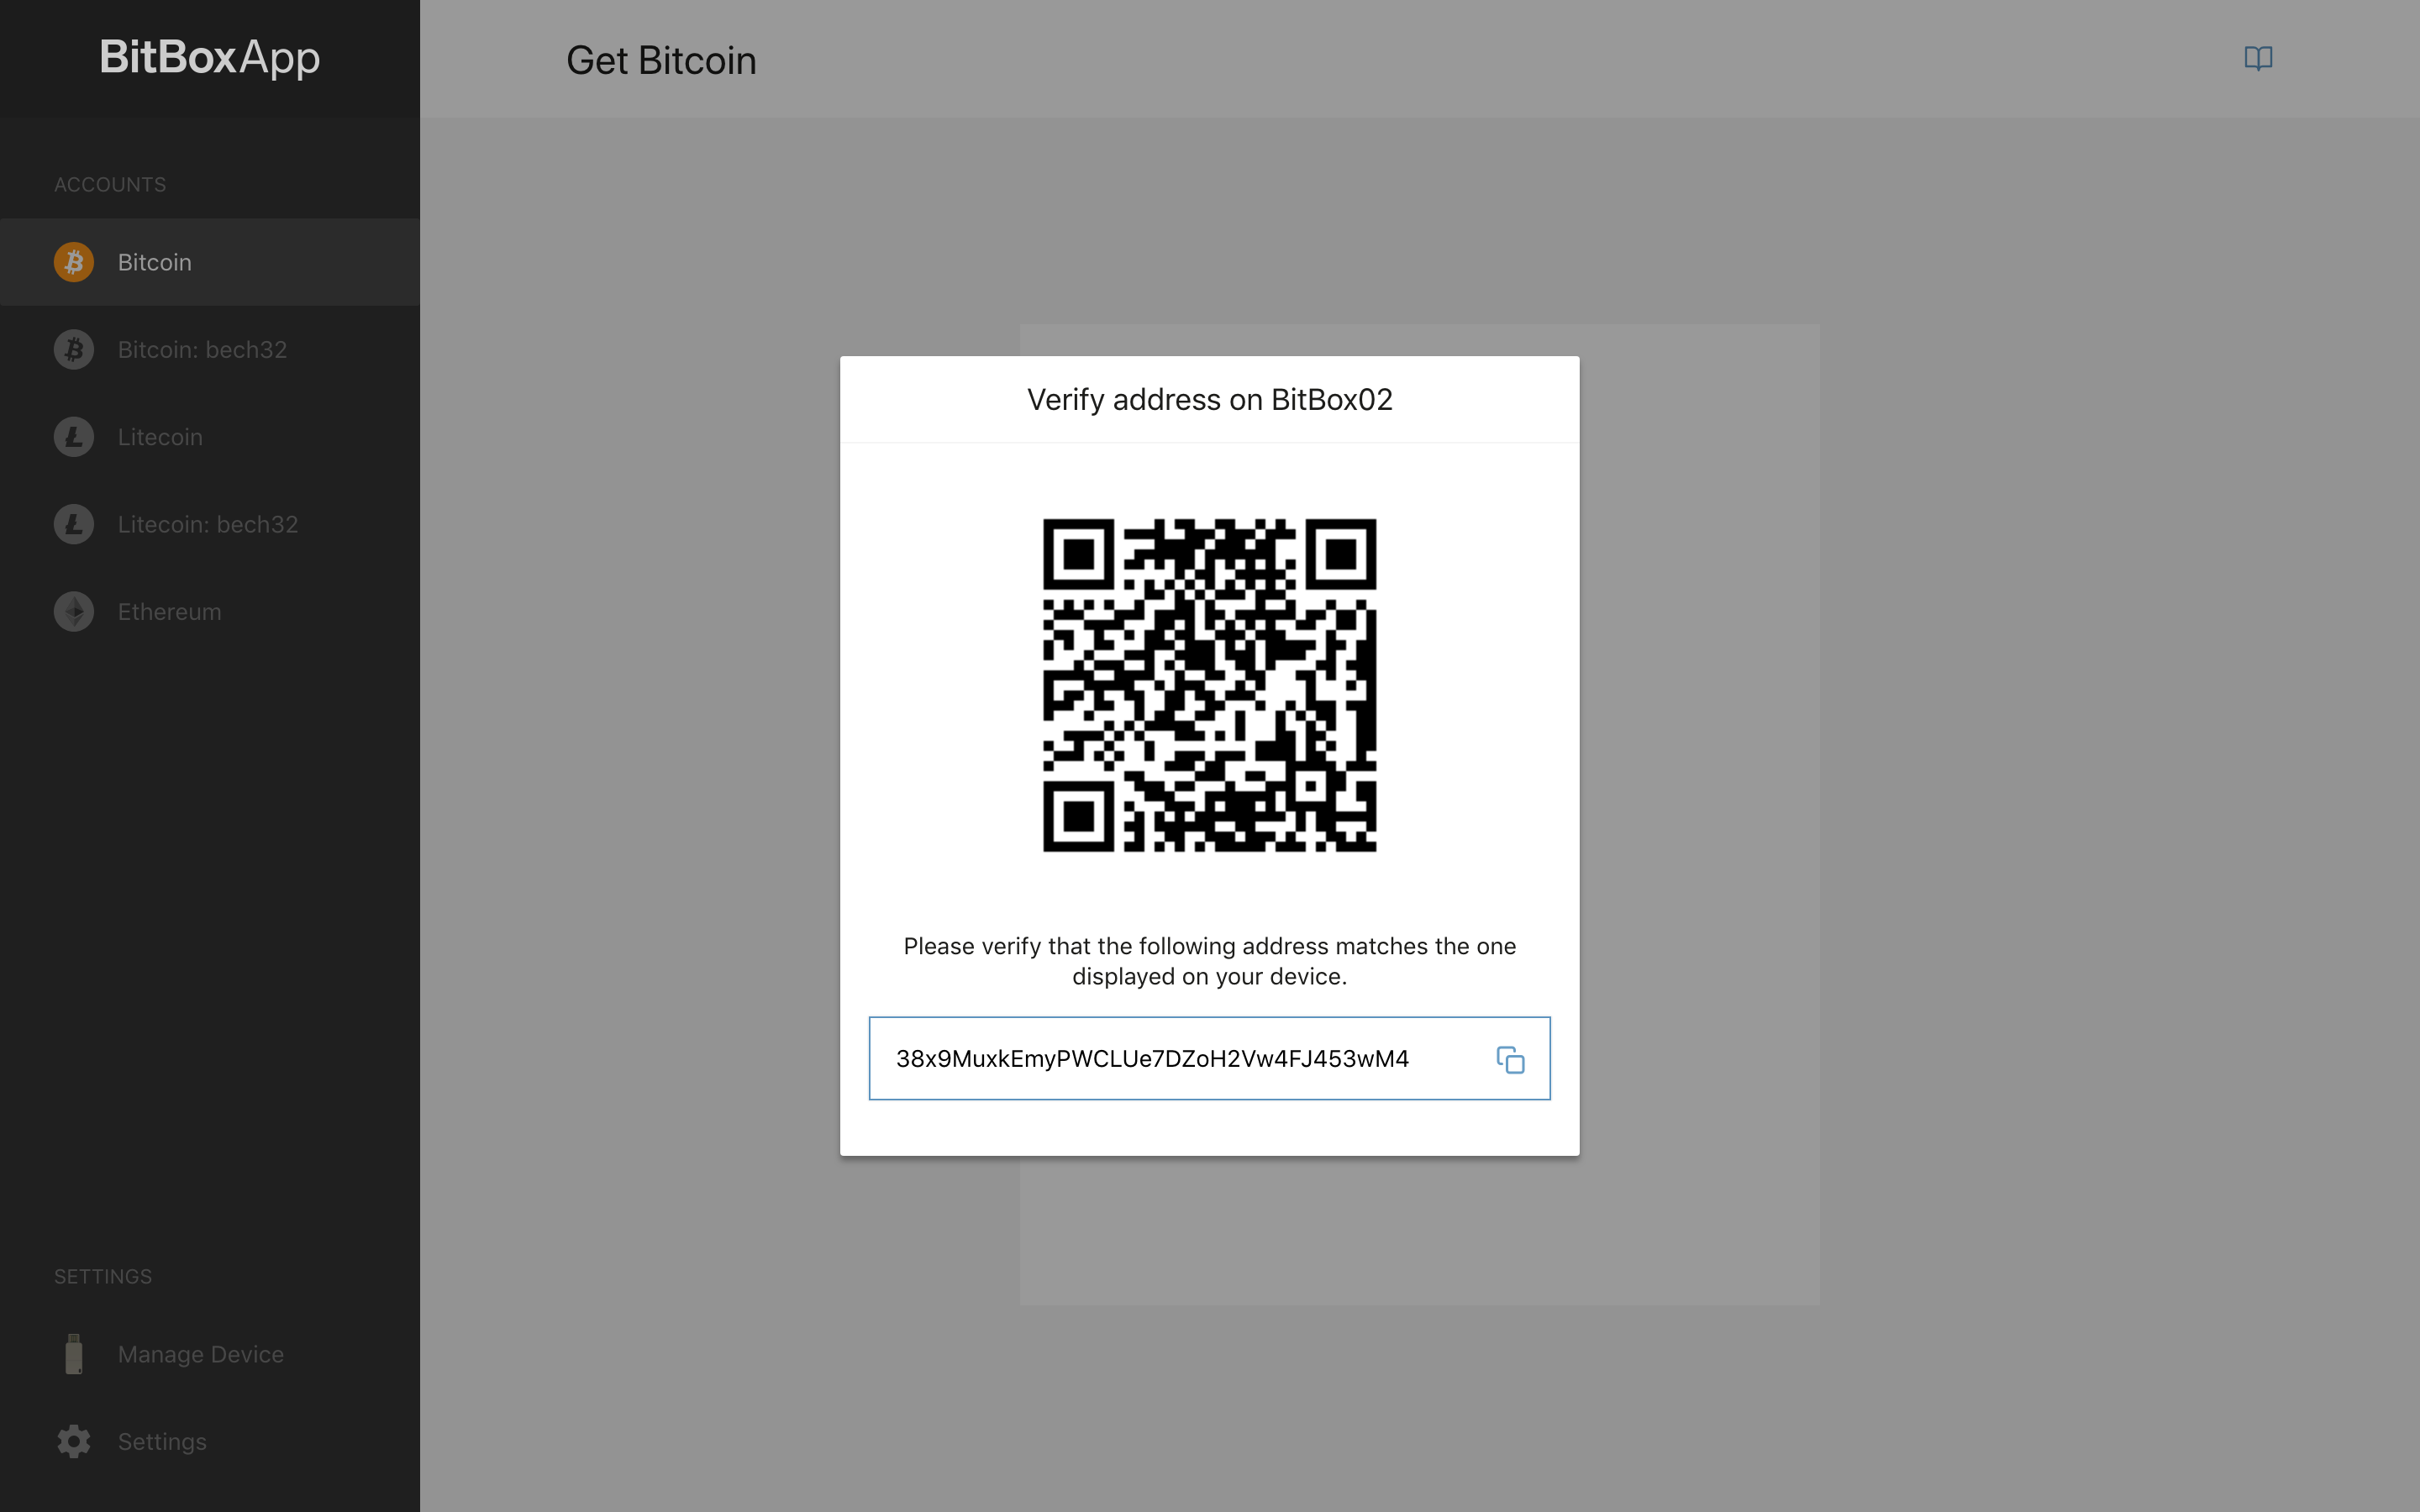 BitBoxApp
Get Bitcoin
ACCOUNTS
Bitcoin
Bitcoin: bech32
Litecoin
Litecoin: bech32
Ethereum
Verify address on BitBox02
Please verify that the following address matches the one
displayed on your device.
38x9MuxkEmyPWCLUe7DZoH2Vw4FJ453wM4
SETTINGS
Manage Device
Settings